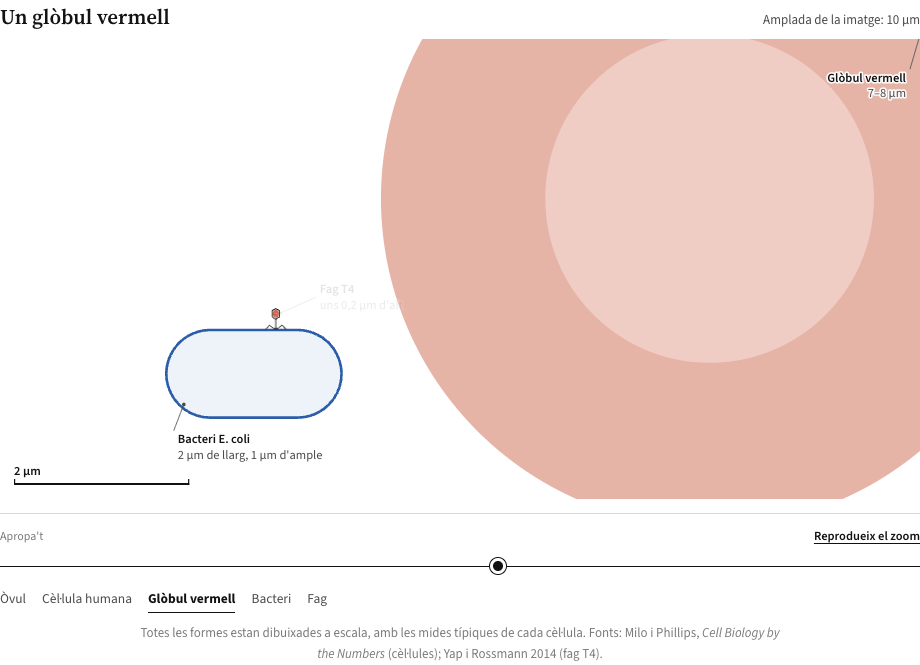 Un glòbul vermell
Amplada de la imatge: 10 μm
Glòbul vermell
7–8 μm
Fag T4
uns 0,2 μm d'al
Bacteri E. coli
2 μm de llarg, 1 μm d'ample
2 μm
Apropa't
Reprodueix el zoom
Òvul
Cèl·lula humana
Glòbul vermell
Bacteri
Fag
Totes les formes estan dibuixades a escala, amb les mides típiques de cada cèl·lula. Fonts: Milo i Phillips, Cell Biology by
the Numbers (cèl·lules); Yap i Rossmann 2014 (fag T4).